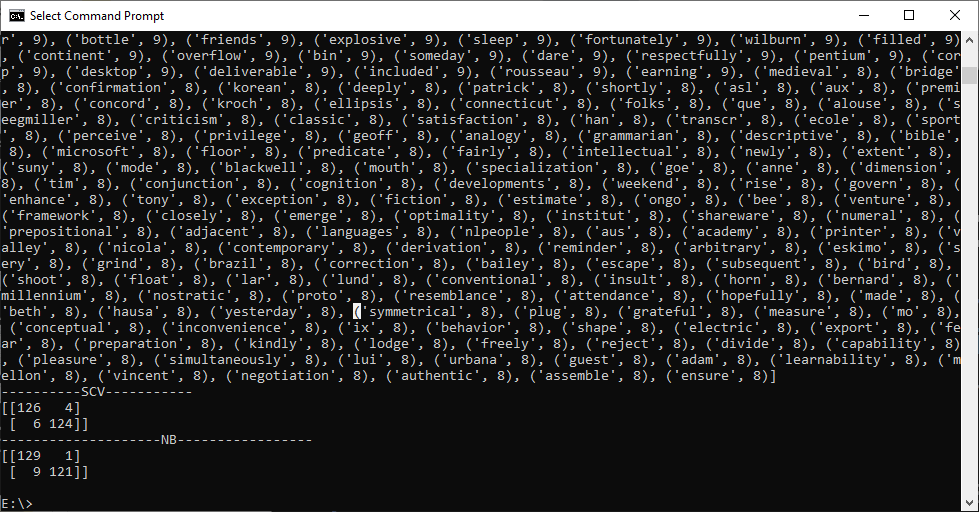 Select Command Prompt
r', 9), ('bottle', 9), ('friends', 9), ('explosive', 9), ('sleep', 9), ('fortunately', 9), ('wilburn', 9), ('filled', 9)
, ('continent', 9), ('overflow', 9), ('bin', 9), ('someday', 9), ('dare', 9), ('respectfully', 9), ('pentium', 9), ('cor
p', 9), ('desktop', 9), ('deliverable', 9), ('included', 9), ('rousseau', 9), ('earning', 9), ('medieval', 8), ('bridge'
, 8), ('confirmation', 8), ('korean', 8), ('deeply', 8), ('patrick', 8), ('shortly', 8), ('asl', 8), ('aux', 8), ('premi
er', 8), ('concord', 8), ('kroch', 8), ('ellipsis', 8), ('connecticut', 8), ('folks', 8), ('que', 8), ('alouse', 8), ('s
eegmiller', 8), ('criticism', 8), ('classic', 8), ('satisfaction', 8), ('han', 8), ('transcr', 8), ('ecole', 8), ('sport
', 8), ('perceive', 8), ('privilege', 8), ('geoff', 8), ('analogy', 8), ('grammarian', 8), ('descriptive', 8), ('bible',
 8), ('microsoft', 8), ('floor', 8), ('predicate', 8), ('fairly', 8), ('intellectual', 8), ('newly', 8), ('extent', 8),
('suny', 8), ('mode', 8), ('blackwell', 8), ('mouth', 8), ('specialization', 8), ('goe', 8), ('anne', 8), ('dimension',
8), ('tim', 8), ('conjunction', 8), ('cognition', 8), ('developments', 8), ('weekend', 8), ('rise', 8), ('govern', 8), (
'enhance', 8), ('tony', 8), ('exception', 8), ('fiction', 8), ('estimate', 8), ('ongo', 8), ('bee', 8), ('venture', 8),
('framework', 8), ('closely', 8), ('emerge', 8), ('optimality', 8), ('institut', 8), ('shareware', 8), ('numeral', 8), (
'prepositional', 8), ('adjacent', 8), ('languages', 8), ('nlpeople', 8), ('aus', 8), ('academy', 8), ('printer', 8), ('v
alley', 8), ('nicola', 8), ('contemporary', 8), ('derivation', 8), ('reminder', 8), ('arbitrary', 8), ('eskimo', 8), ('s
ery', 8), ('grind', 8), ('brazil', 8), ('correction', 8), ('bailey', 8), ('escape', 8), ('subsequent', 8), ('bird', 8),
('shoot', 8), ('float', 8), ('lar', 8), ('lund', 8), ('conventional', 8), ('insult', 8), ('horn', 8), ('bernard', 8), ('
millennium', 8), ('nostratic', 8), ('proto', 8), ('resemblance', 8), ('attendance', 8), ('hopefully', 8), ('made', 8), (
'beth', 8), ('hausa', 8), ('yesterday', 8), ('symmetrical', 8), ('plug', 8), ('grateful', 8), ('measure', 8), ('mo', 8),
 ('conceptual', 8), ('inconvenience', 8), ('ix', 8), ('behavior', 8), ('shape', 8), ('electric', 8), ('export', 8), ('fe
ar', 8), ('preparation', 8), ('kindly', 8), ('lodge', 8), ('freely', 8), ('reject', 8), ('divide', 8), ('capability', 8)
, ('pleasure', 8), ('simultaneously', 8), ('lui', 8), ('urbana', 8), ('guest', 8), ('adam', 8), ('learnability', 8), ('m
ellon', 8), ('vincent', 8), ('negotiation', 8), ('authentic', 8), ('assemble', 8), ('ensure', 8)]
----------SCV-----------
[[126   4]
 [  6 124]]
--------------------NB-----------------
[[129   1]
 [  9 121]]
E:\>